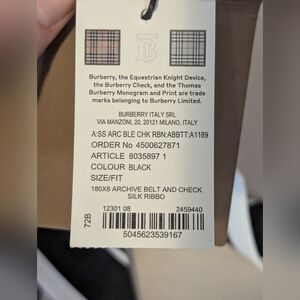 Burberry, the Equestrian Knight Device,
the Burberry Check, and the Thomas
Burberry Monogram and Print are trade
marks belonging to Burberry Limited.
BURBERRY ITALY SRL
VIA MANZONI, 20, 20121 MILANO, ITALY
A:SS ARC BLE CHK RBN:ABBTT:A1189
ORDER No 4500627871
ARTICLE 8035897 1
COLOUR BLACK
SIZE/FIT
180X8 ARCHIVE BELT AND CHECK
SILK RIBBO
72B
12301 08 2459440
5045623539167